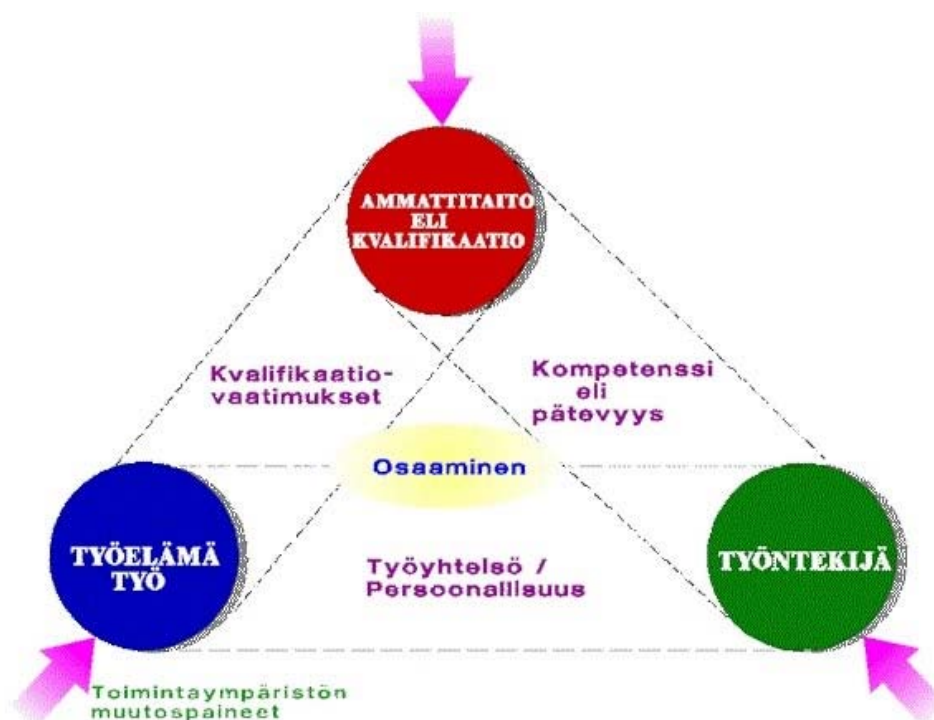 AMMATTITAITO
ELI
KVALIFIKAATIO
Kvalifikaatio-
vaatimukset
Kompetenssi
eli
pätevyys
Osaaminen
TYÖELÄMÄ
TYÖ
Työyhteisö /
Persoonallisuus
TYÖNTEKIJÄ
Toimintaympäristön
muutospaineet